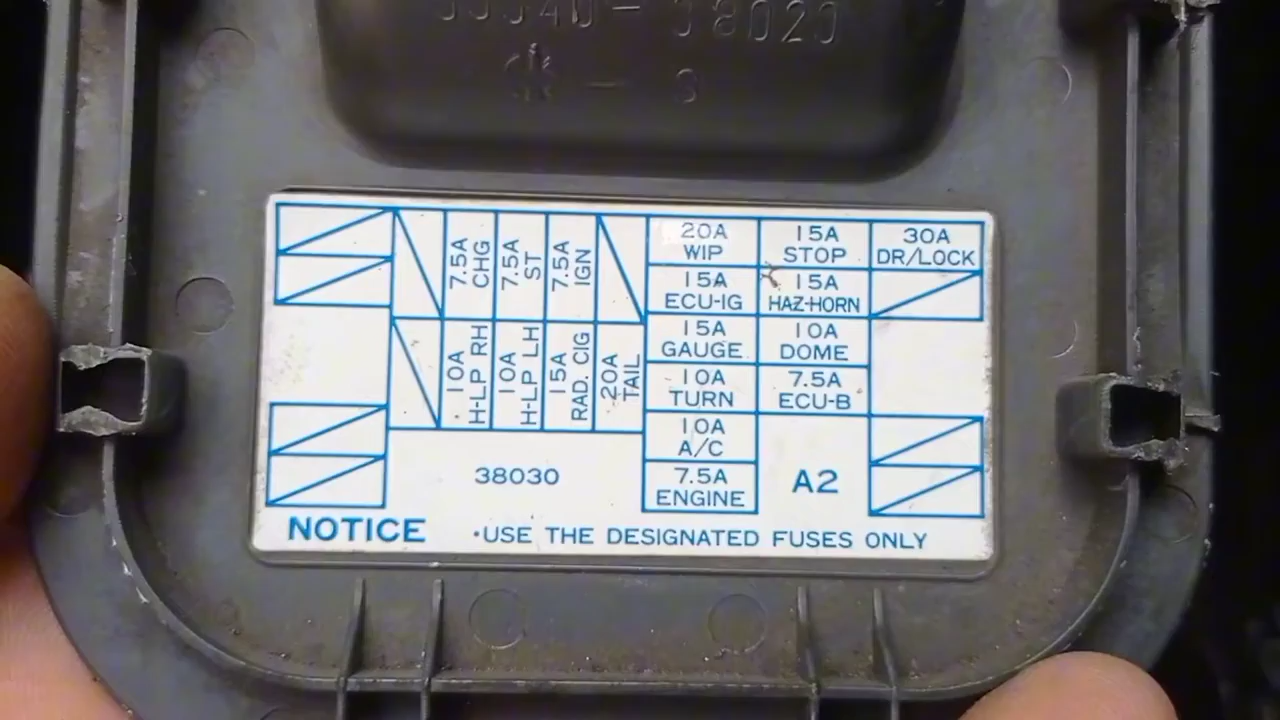 08020
S
7.5A
CHG
7.5A
ST
7.5A
IGN
20A
WIP
15A
STOP
30A
DR/LOCK
15A
ECU-IG
15A
HAZ-HORN
10A
H-LP RH
10A
H-LP LH
15A
RAD. CIG
20A
TAIL
15A
GAUGE
10A
DOME
10A
TURN
7.5A
ECU-B
10A
A/C
7.5A
ENGINE
38030
A2
NOTICE
•USE THE DESIGNATED FUSES ONLY